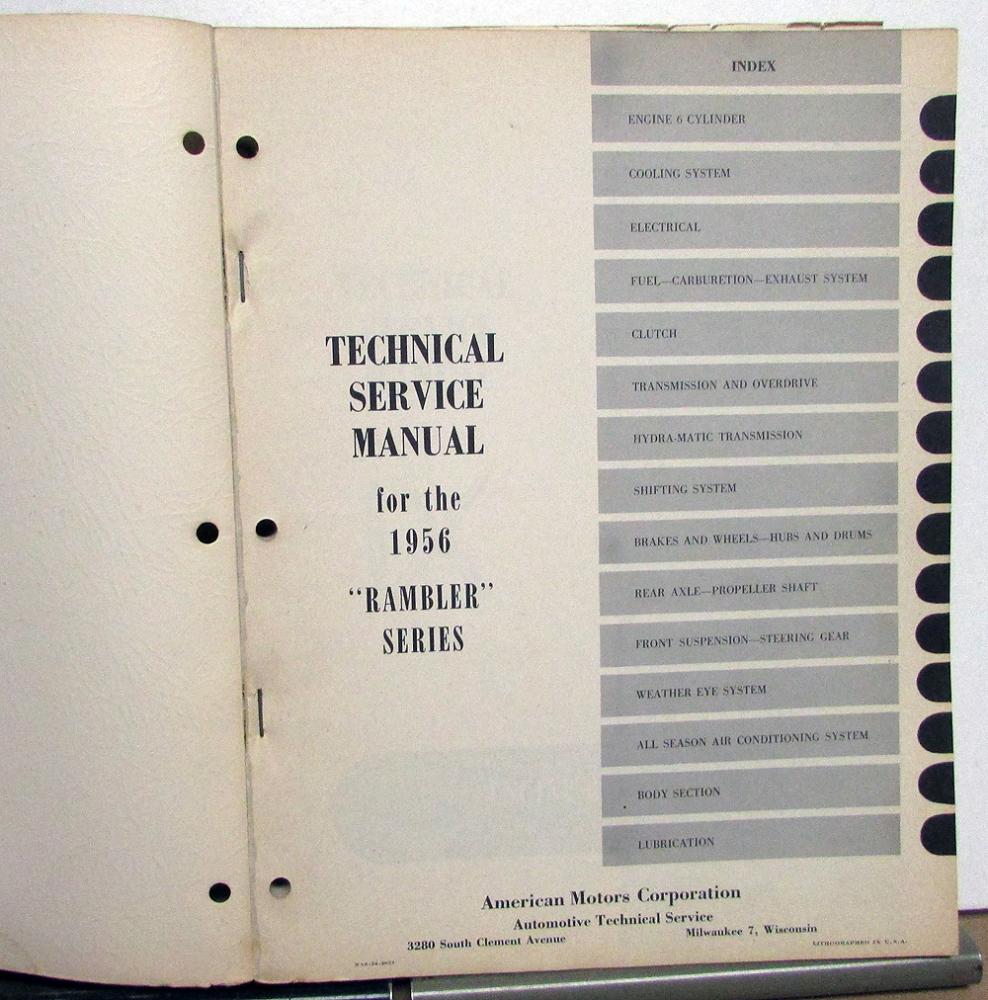 TECHNICAL
SERVICE
MANUAL
for the
1956
“RAMBLER”
SERIES
INDEX
ENGINE 6 CYLINDER
COOLING SYSTEM
ELECTRICAL
FUEL—CARBURETION—EXHAUST SYSTEM
CLUTCH
TRANSMISSION AND OVERDRIVE
HYDRA-MATIC TRANSMISSION
SHIFTING SYSTEM
BRAKES AND WHEELS—HUBS AND DRUMS
REAR AXLE—PROPELLER SHAFT
FRONT SUSPENSION—STEERING GEAR
WEATHER EYE SYSTEM
ALL SEASON AIR CONDITIONING SYSTEM
BODY SECTION
LUBRICATION
American Motors Corporation
Automotive Technical Service
3280 South Clement Avenue Milwaukee 7, Wisconsin
LITHOGRAPHED IN U.S.A.